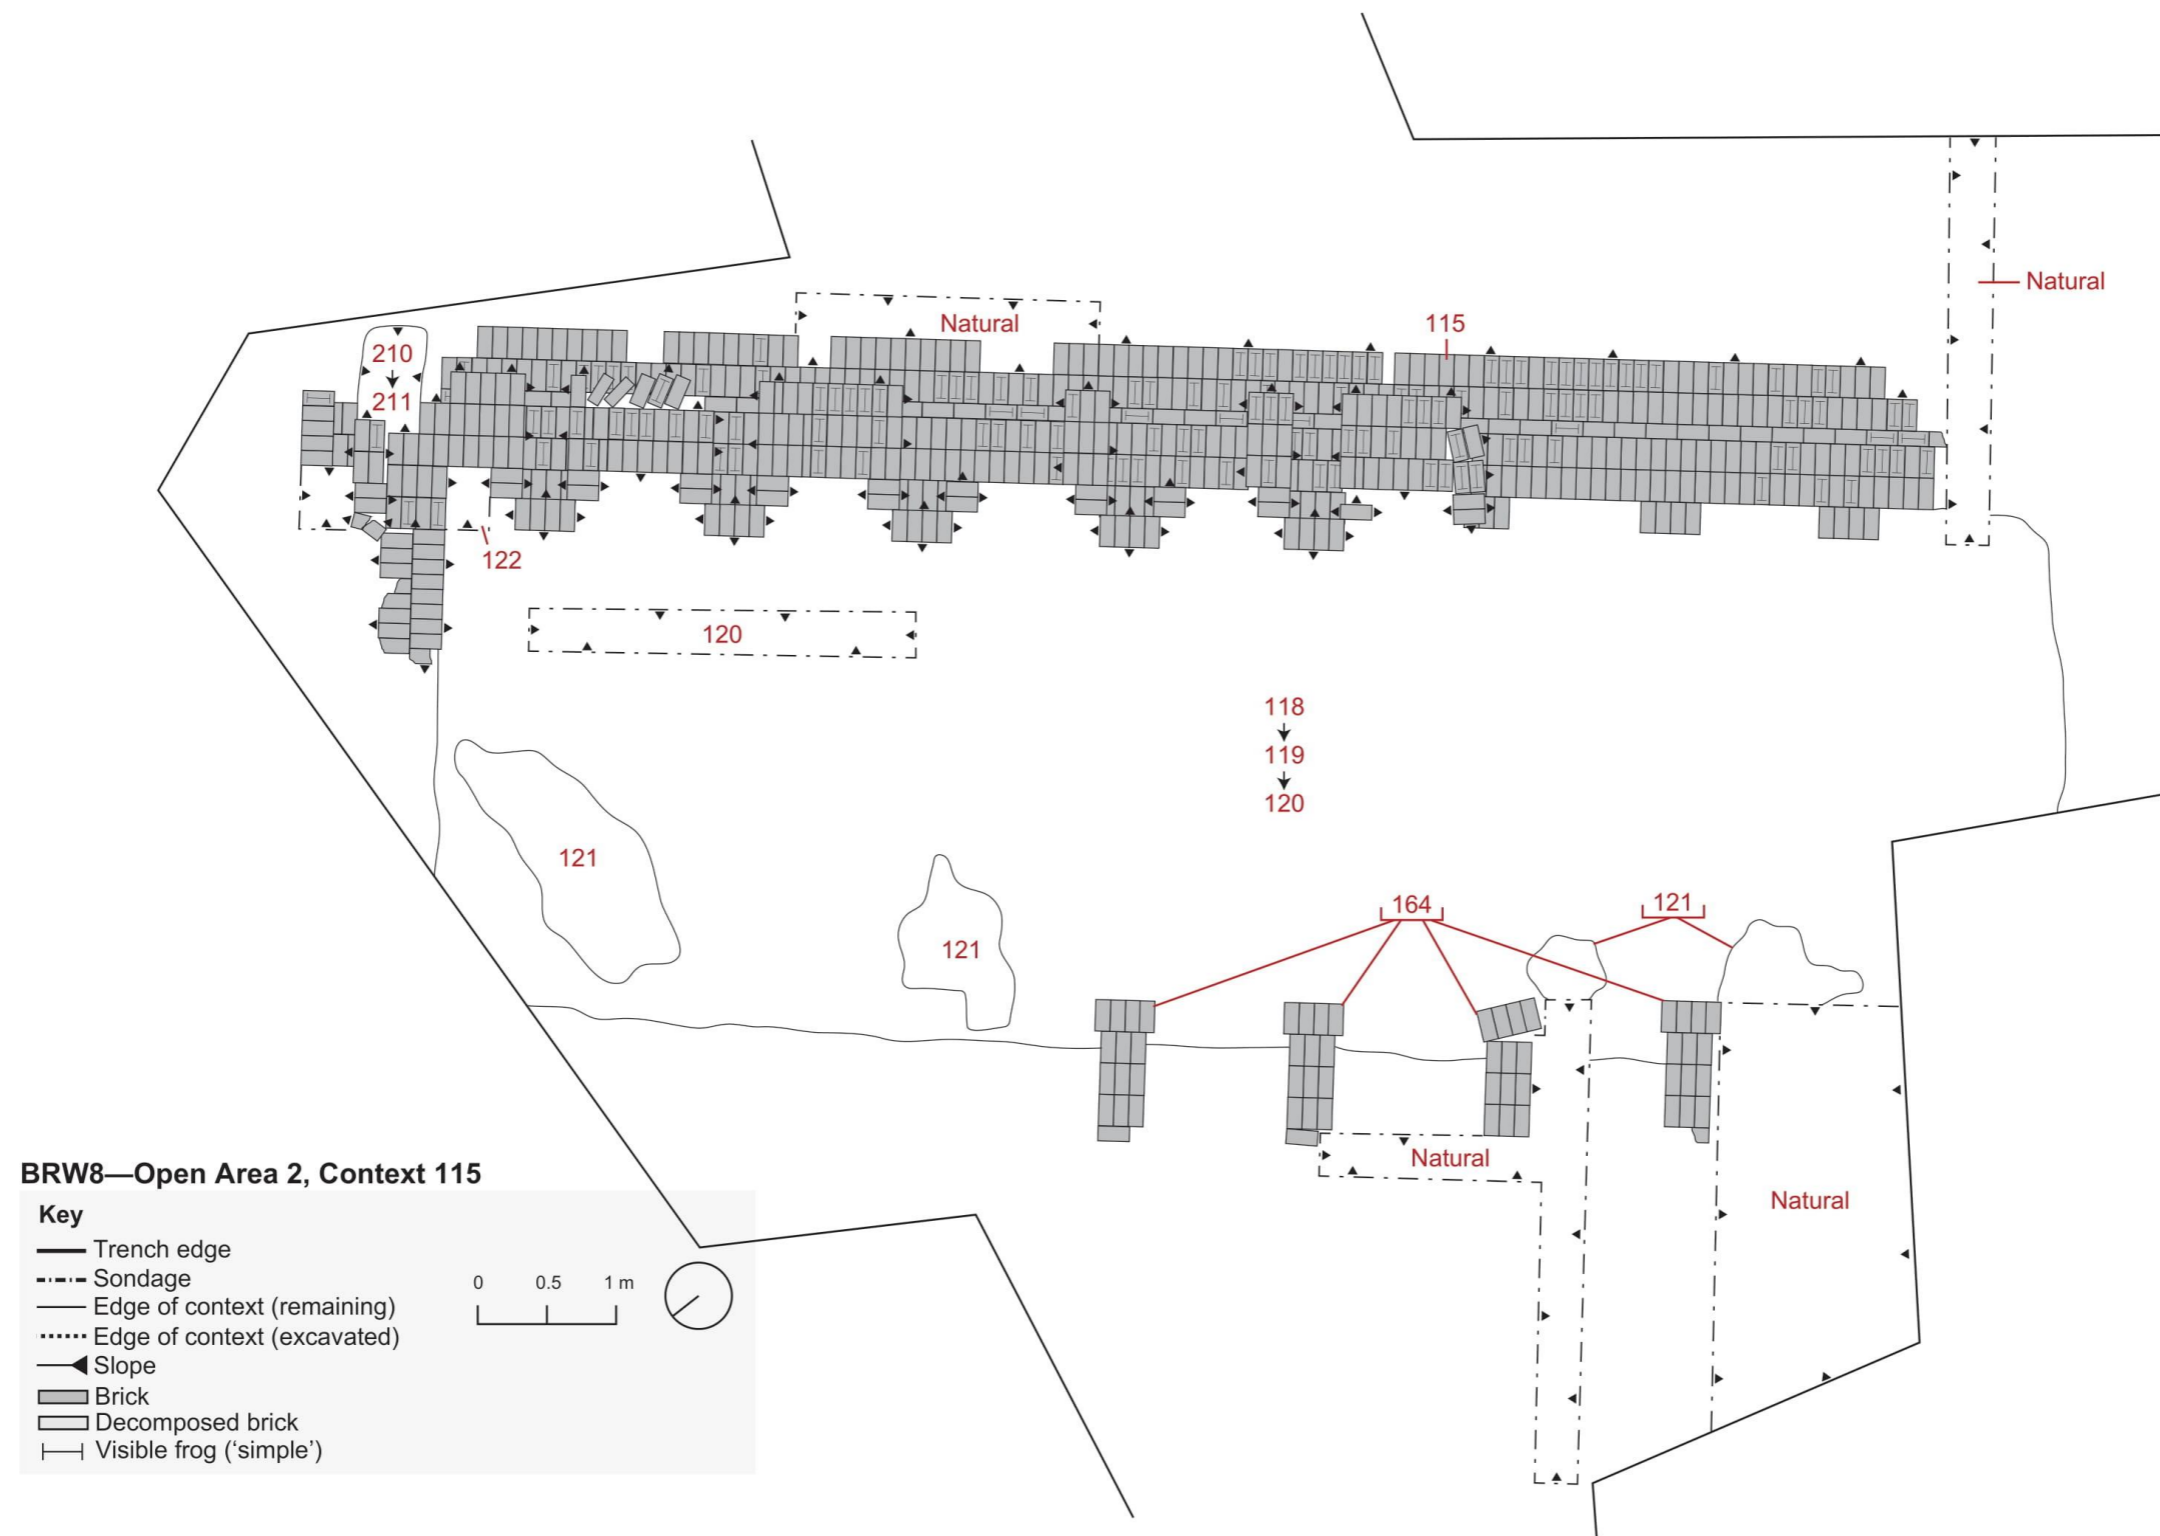 Natural
Natural
115
210
211
122
120
118
119
120
121
121
164
121
Natural
Natural
BRW8—Open Area 2, Context 115
Key
Trench edge
Sondage
Edge of context (remaining)
Edge of context (excavated)
Slope
Brick
Decomposed brick
Visible frog (‘simple’)
0 0.5 1 m